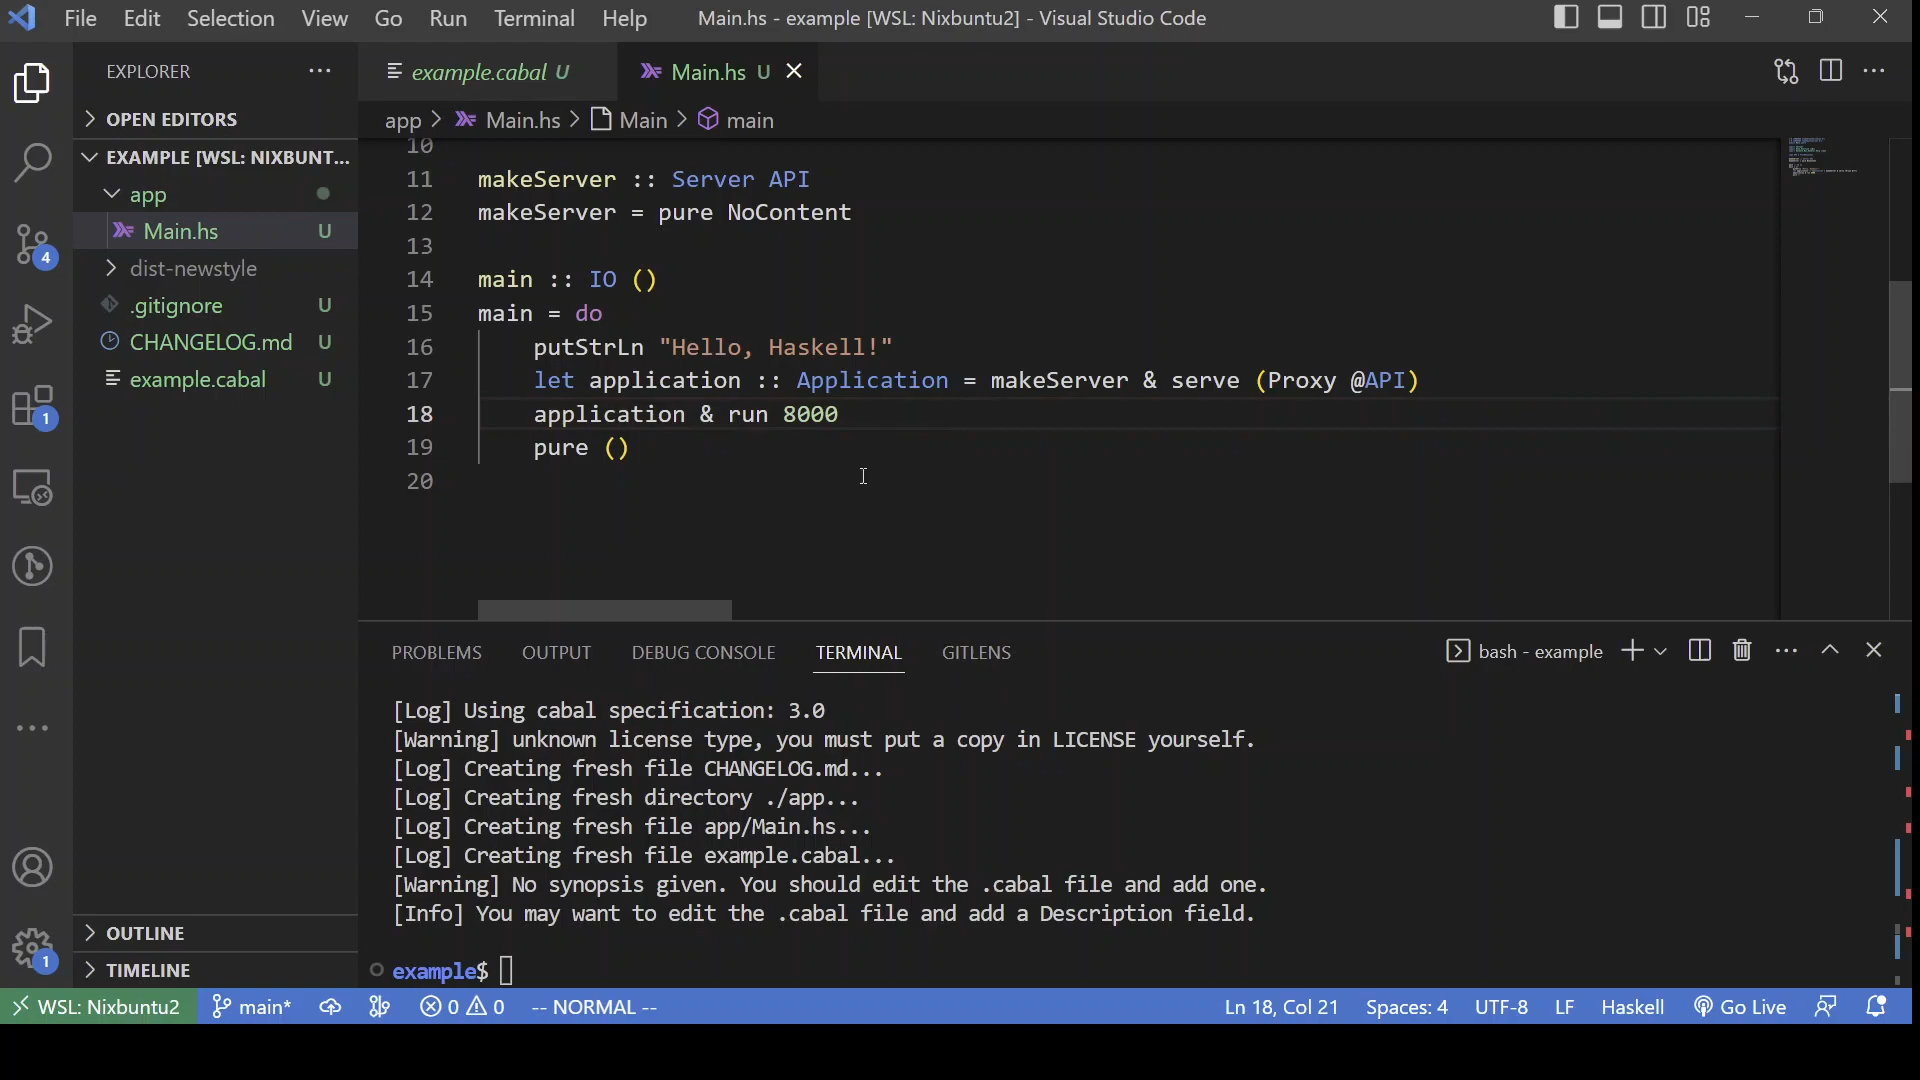 File Edit Selection View Go Run Terminal Help Main.hs - example [WSL: Nixbuntu2] - Visual Studio Code
EXPLORER
example.cabal U
Main.hs U
OPEN EDITORS
app > Main.hs > Main > main
EXAMPLE [WSL: NIXBUNT...
app
Main.hs U
dist-newstyle
.gitignore U
CHANGELOG.md U
example.cabal U
10
11 makeServer :: Server API
12 makeServer = pure NoContent
13
14 main :: IO ()
15 main = do
16 putStrLn "Hello, Haskell!"
17 let application :: Application = makeServer & serve (Proxy @API)
18 application & run 8000
19 pure ()
20
4
1
PROBLEMS OUTPUT DEBUG CONSOLE TERMINAL GITLENS
bash - example
[Log] Using cabal specification: 3.0
[Warning] unknown license type, you must put a copy in LICENSE yourself.
[Log] Creating fresh file CHANGELOG.md...
[Log] Creating fresh directory ./app...
[Log] Creating fresh file app/Main.hs...
[Log] Creating fresh file example.cabal...
[Warning] No synopsis given. You should edit the .cabal file and add one.
[Info] You may want to edit the .cabal file and add a Description field.
example$
OUTLINE
TIMELINE
1
WSL: Nixbuntu2 main* 0 0 -- NORMAL -- Ln 18, Col 21 Spaces: 4 UTF-8 LF Haskell Go Live